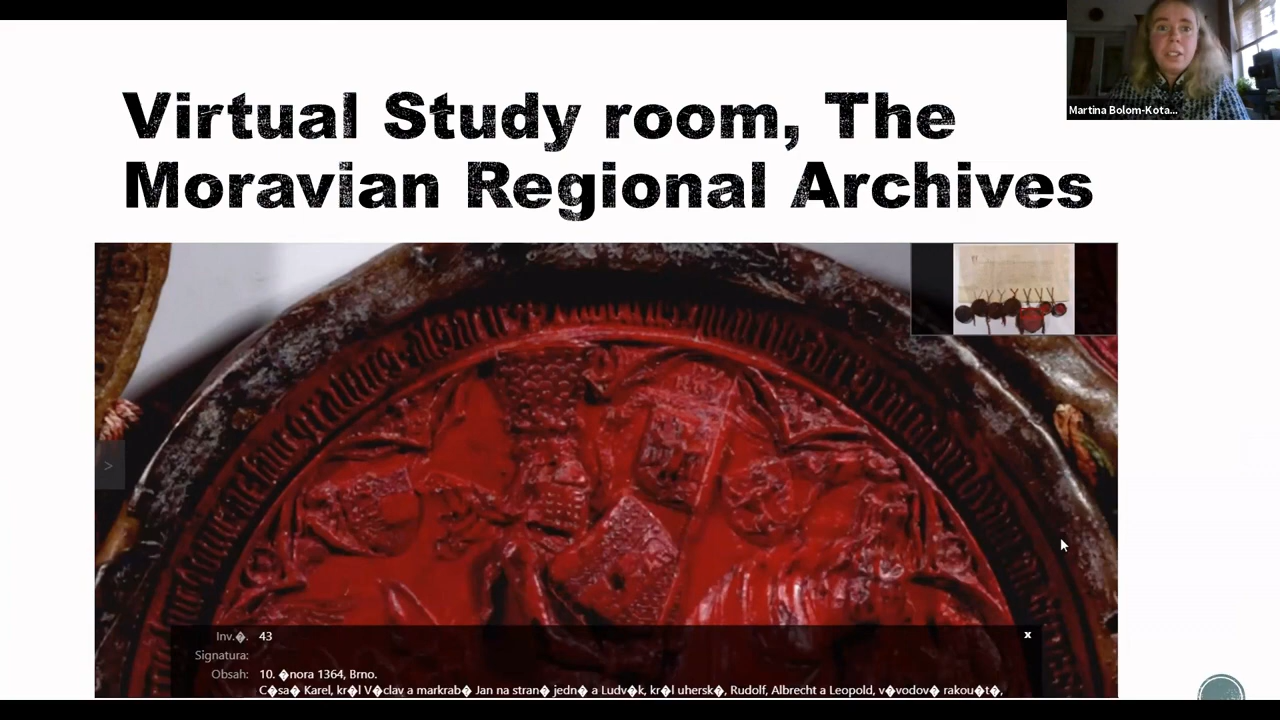 Virtual Study room, The
Moravian Regional Archives
Martina Bolom-Kota...
>
Inv.�. 43
x
Signatura:
Obsah: 10. �nora 1364, Brno.
C�sa� Karel, kr�l V�clav a markrab� Jan na stran� jedn� a Ludv�k, kr�l uhersk�, Rudolf, Albrecht a Leopold, v�vodov� rakou�t�,